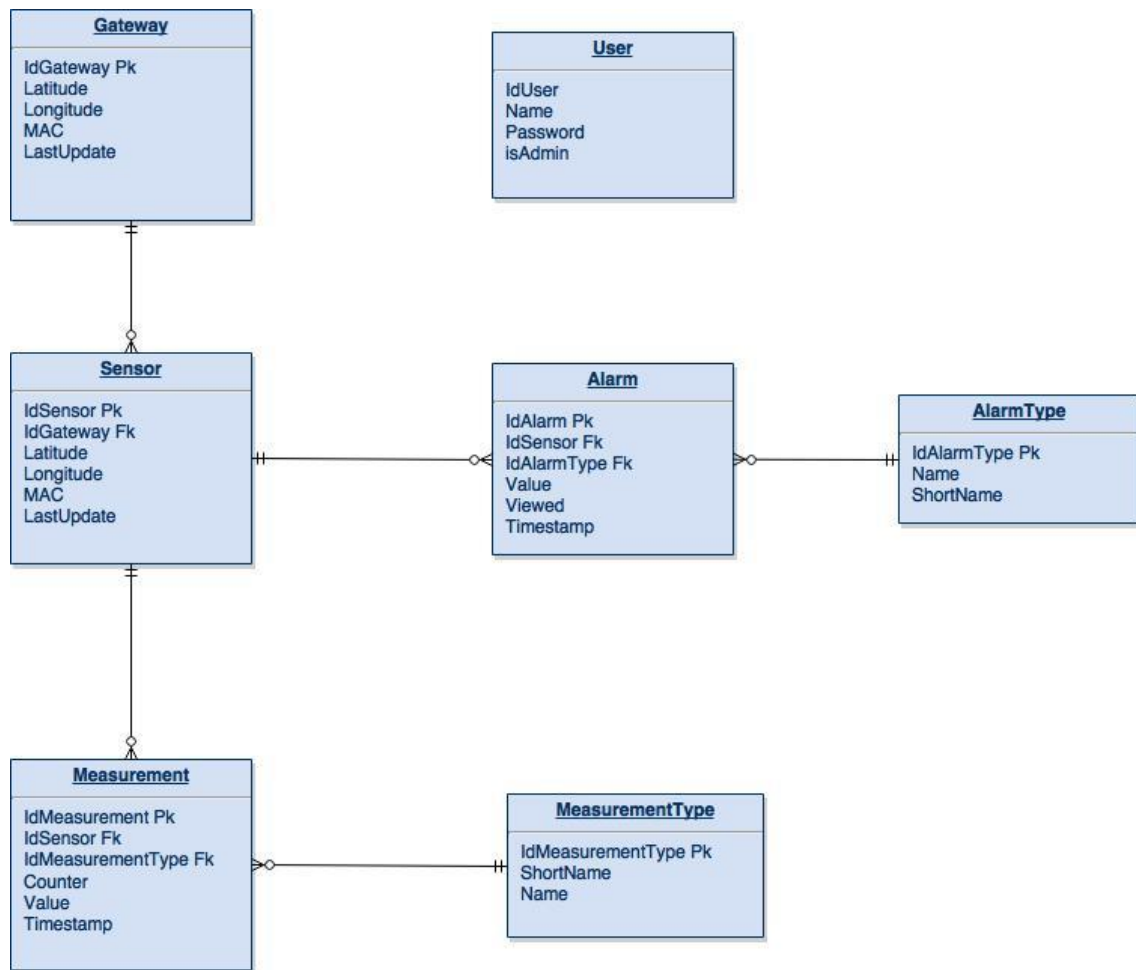 Gateway
IdGateway Pk
Latitude
Longitude
MAC
LastUpdate
User
IdUser
Name
Password
isAdmin
Sensor
IdSensor Pk
IdGateway Fk
Latitude
Longitude
MAC
LastUpdate
Alarm
IdAlarm Pk
IdSensor Fk
IdAlarmType Fk
Value
Viewed
Timestamp
AlarmType
IdAlarmType Pk
Name
ShortName
Measurement
IdMeasurement Pk
IdSensor Fk
IdMeasurementType Fk
Counter
Value
Timestamp
MeasurementType
IdMeasurementType Pk
ShortName
Name